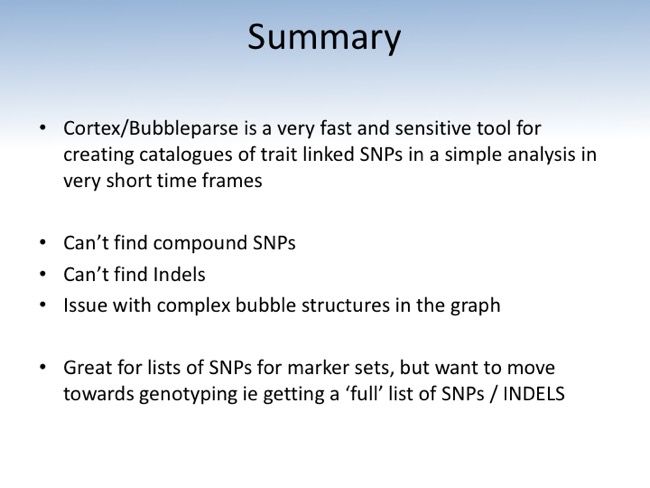 Summary
• Cortex/Bubbleparse is a very fast and sensitive tool for
creating catalogues of trait linked SNPs in a simple analysis in
very short time frames
• Can’t find compound SNPs
• Can’t find Indels
• Issue with complex bubble structures in the graph
• Great for lists of SNPs for marker sets, but want to move
towards genotyping ie getting a ‘full’ list of SNPs / INDELS